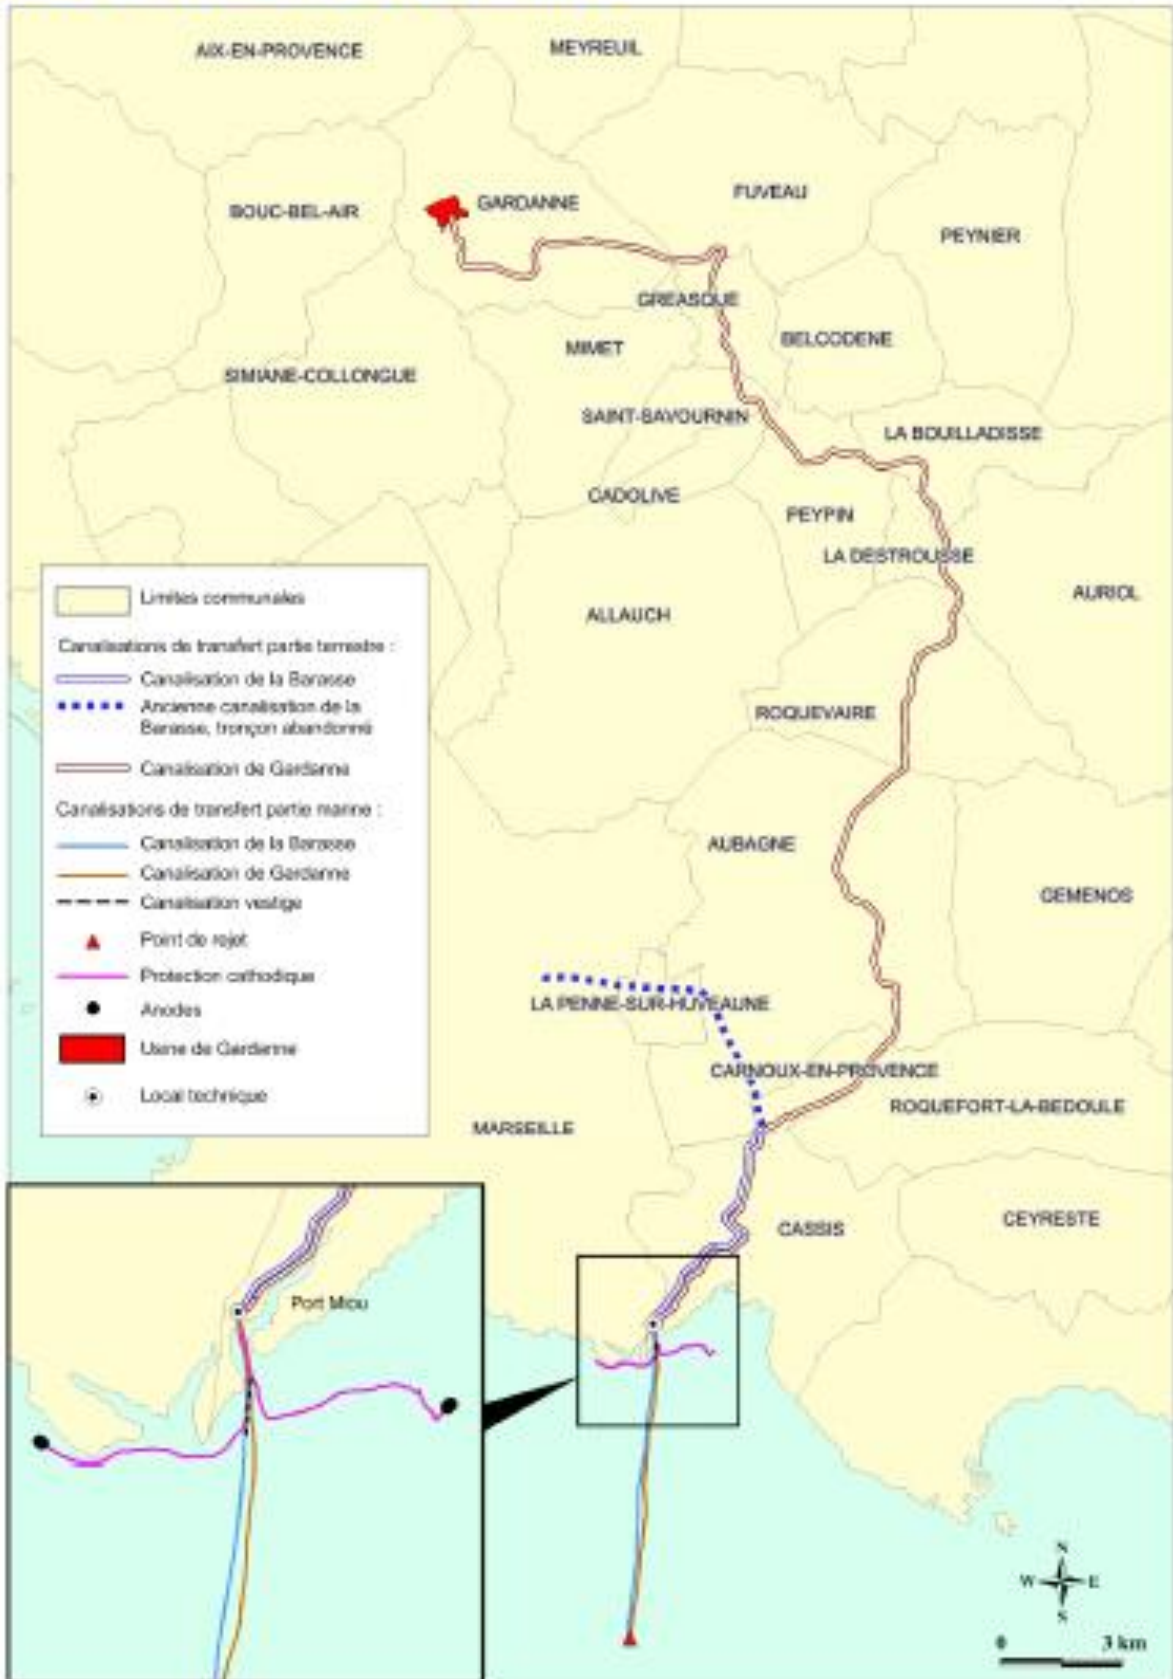 AIX-EN-PROVENCE
MEYREUIL
BOUC-BEL-AIR
GARDANNE
FUVEAU
PEYNIER
GREASQUE
BELCODENE
MIMET
SIMIANE-COLLONGUE
SAINT-SAVOURNIN
LA BOUILLADISSE
CADOLIVE
PEYPIN
LA DESTROUSSE
AURIOL
ALLAUCH
ROQUEVAIRE
AUBAGNE
GEMENOS
LA PENNE-SUR-HUVEAUNE
CARNOUX-EN-PROVENCE
ROQUEFORT-LA-BEDOULE
MARSEILLE
CASSIS
CEYRESTE
Limites communales
Canalisations de transfert partie terrestre :
Canalisation de la Barasse
Ancienne canalisation de la
Barasse, tronçon abandonné
Canalisation de Gardanne
Canalisations de transfert partie marine :
Canalisation de la Barasse
Canalisation de Gardanne
Canalisation vestige
Point de rejet
Protection cathodique
Anodes
Usine de Gardanne
Local technique
Port Miou
N
W E
S
0 3 km